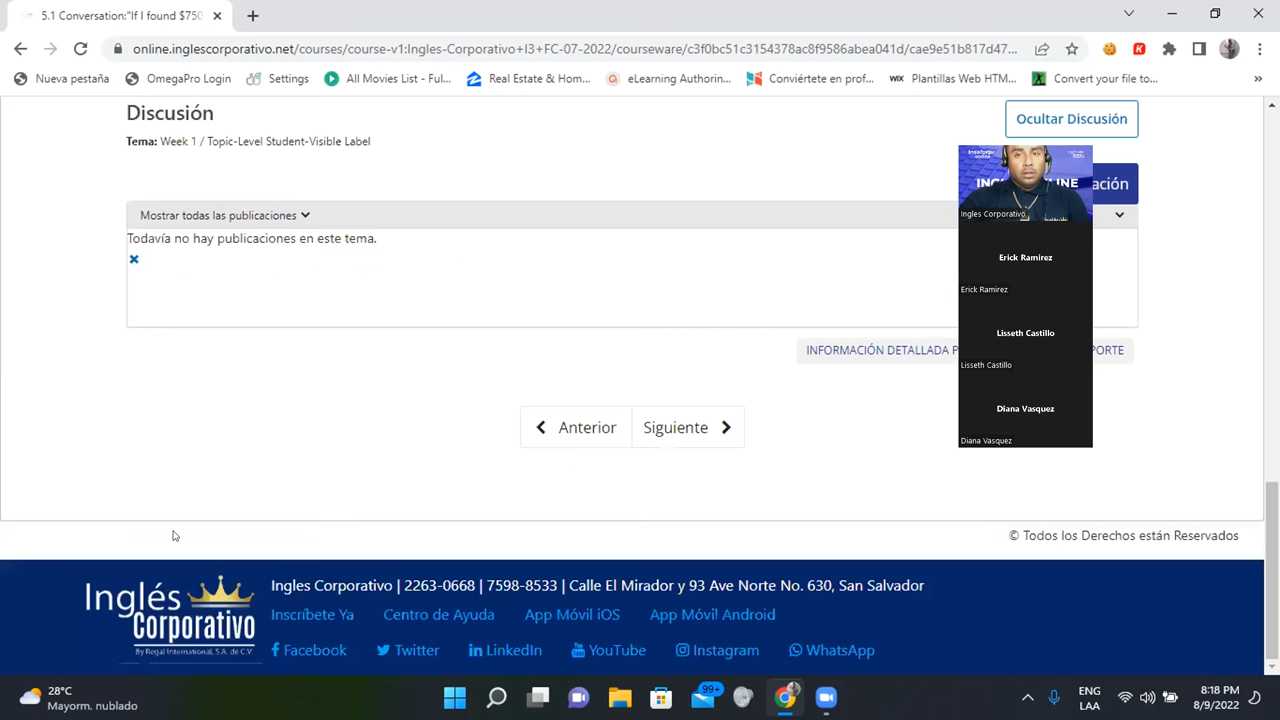 5.1 Conversation:"If I found $750
online.inglescorporativo.net/courses/course-v1:Ingles-Corporativo+I3+FC-07-2022/courseware/c3f0bc51c3154378ac8f9586abea041d/cae9e51b817d47...
Nueva pestaña
OmegaPro Login
Settings
All Movies List - Ful...
Real Estate & Hom...
eLearning Authorin...
Conviértete en prof...
WIX Plantillas Web HTM...
Convert your file to...
»
Discusión
Ocultar Discusión
Tema: Week 1 / Topic-Level Student-Visible Label
INGL ONLINE
ación
Ingles Corporativo
Mostrar todas las publicaciones
Todavía no hay publicaciones en este tema.
Erick Ramirez
Erick Ramirez
Lisseth Castillo
INFORMACIÓN DETALLADA P
PORTE
Lisseth Castillo
Diana Vasquez
Anterior
Siguiente
Diana Vasquez
© Todos los Derechos están Reservados
Inglés
Corporativo
By Regal International, S.A. de C.V.
Ingles Corporativo | 2263-0668 | 7598-8533 | Calle El Mirador y 93 Ave Norte No. 630, San Salvador
Inscríbete Ya
Centro de Ayuda
App Móvil iOS
App Móvil Android
Facebook
Twitter
LinkedIn
YouTube
Instagram
WhatsApp
28°C
Mayorm. nublado
99+
ENG
LAA
8:18 PM
8/9/2022